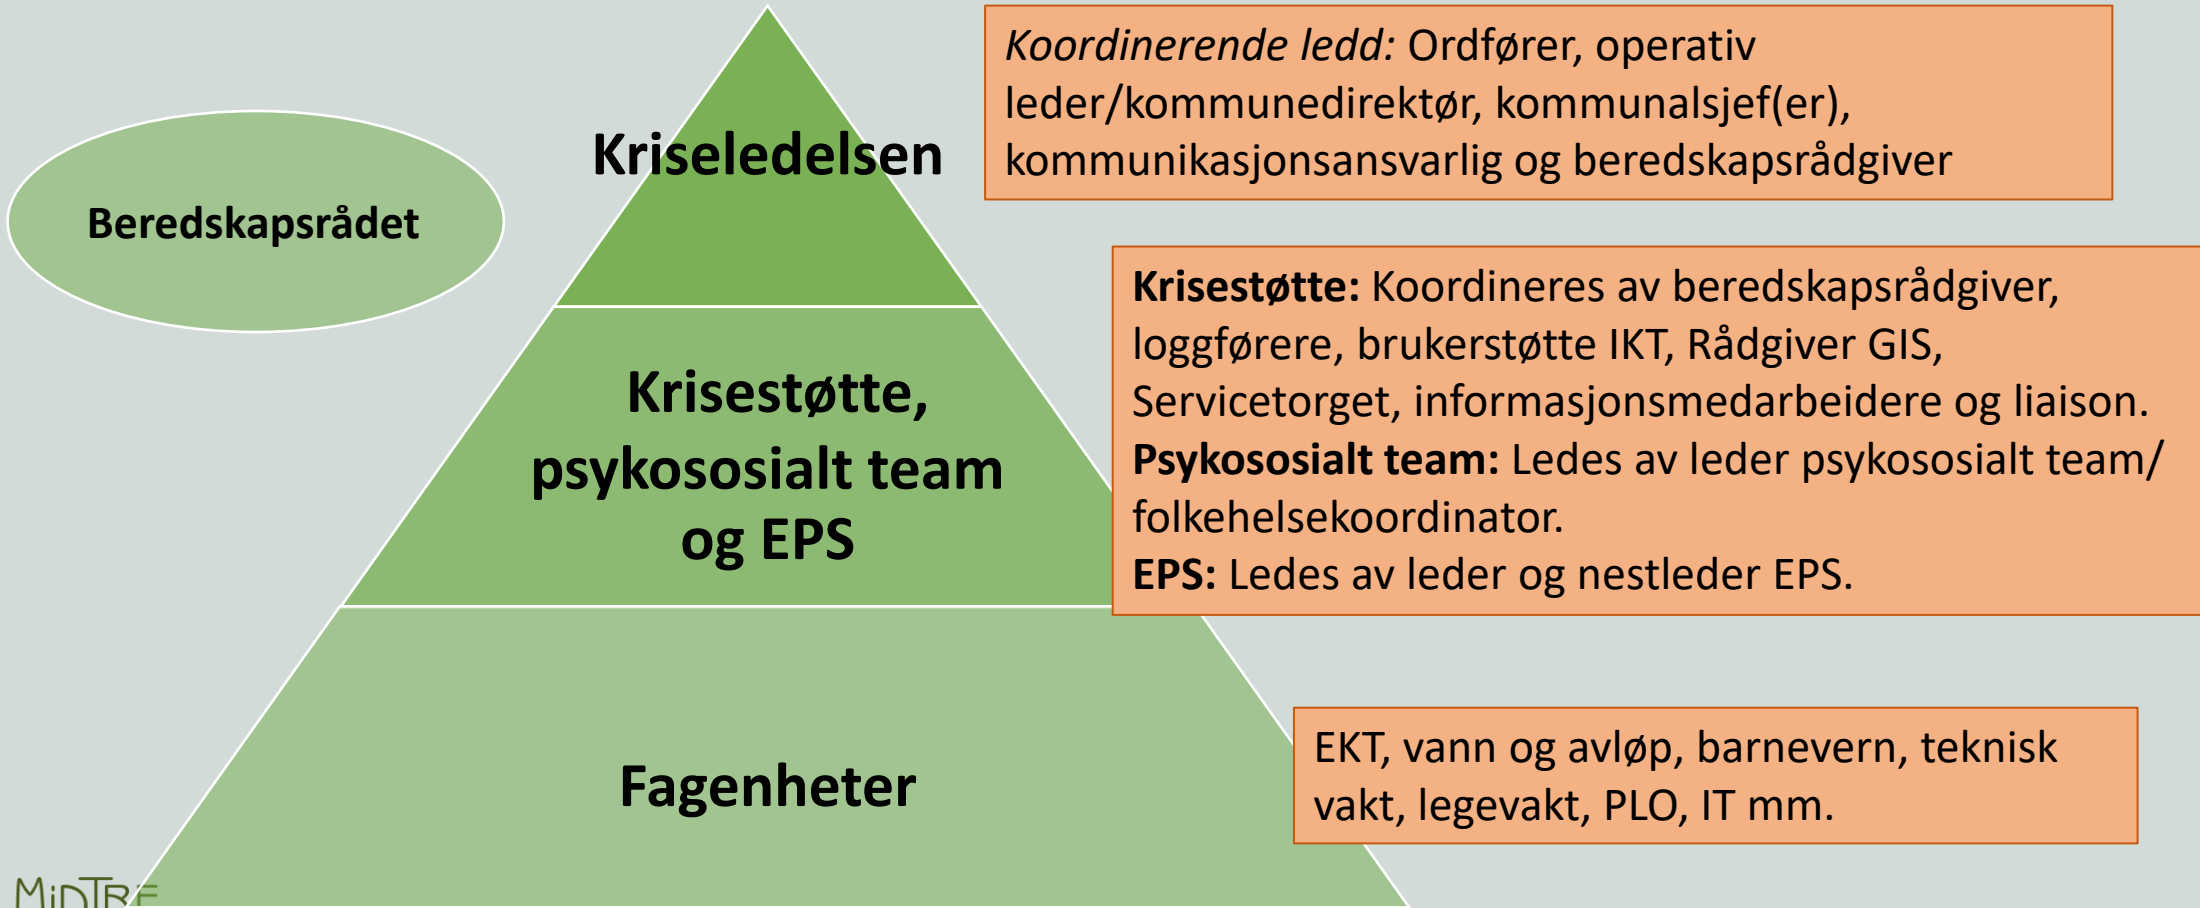 Beredskapsrådet
Kriseledelsen
Koordinerende ledd: Ordfører, operativ
leder/kommunedirektør, kommunalsjef(er),
kommunikasjonsansvarlig og beredskapsrådgiver
Krisestøtte,
psykososialt team
og EPS
Krisestøtte: Koordineres av beredskapsrådgiver,
loggførere, brukerstøtte IKT, Rådgiver GIS,
Servicetorget, informasjonsmedarbeidere og liaison.
Psykososialt team: Ledes av leder psykososialt team/
folkehelsekoordinator.
EPS: Ledes av leder og nestleder EPS.
Fagenheter
EKT, vann og avløp, barnevern, teknisk
vakt, legevakt, PLO, IT mm.